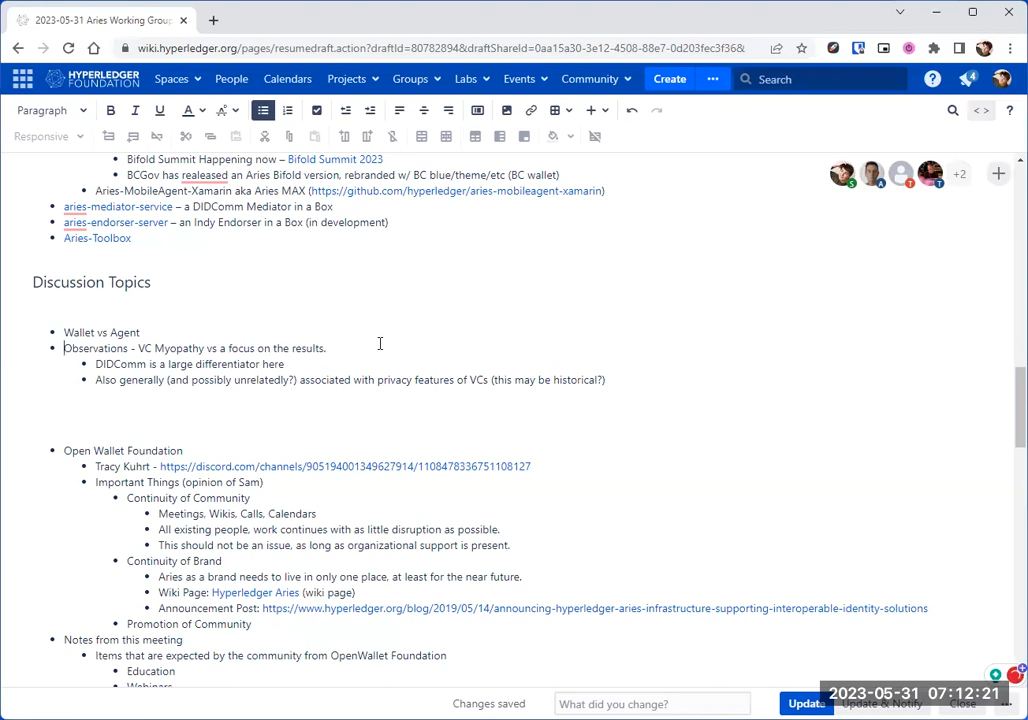 2023-05-31 Aries Working Group
wiki.hyperledger.org/pages/resumedraft.action?draftId=80782894&draftShareId=0aa15a30-3e12-4508-88e7-0d203fec3f36&
HYPERLEDGER FOUNDATION Spaces People Calendars Projects Groups Labs Events Community Create Search 4
Paragraph B I U A
Responsive
Bifold Summit Happening now – Bifold Summit 2023
BCGov has realeased an Aries Bifold version, rebranded w/ BC blue/theme/etc (BC wallet)
Aries-MobileAgent-Xamarin aka Aries MAX (https://github.com/hyperledger/aries-mobileagent-xamarin)
S A T T +2
aries-mediator-service – a DIDComm Mediator in a Box
aries-endorser-server – an Indy Endorser in a Box (in development)
Aries-Toolbox
Discussion Topics
Wallet vs Agent
Observations - VC Myopathy vs a focus on the results.
DIDComm is a large differentiator here
Also generally (and possibly unrelatedly?) associated with privacy features of VCs (this may be historical?)
Open Wallet Foundation
Tracy Kuhrt - https://discord.com/channels/905194001349627914/1108478336751108127
Important Things (opinion of Sam)
Continuity of Community
Meetings, Wikis, Calls, Calendars
All existing people, work continues with as little disruption as possible.
This should not be an issue, as long as organizational support is present.
Continuity of Brand
Aries as a brand needs to live in only one place, at least for the near future.
Wiki Page: Hyperledger Aries (wiki page)
Announcement Post: https://www.hyperledger.org/blog/2019/05/14/announcing-hyperledger-aries-infrastructure-supporting-interoperable-identity-solutions
Promotion of Community
Notes from this meeting
Items that are expected by the community from OpenWallet Foundation
Education
Webinars
Changes saved What did you change? Update Update & Notify Close
2023-05-31 07:12:21